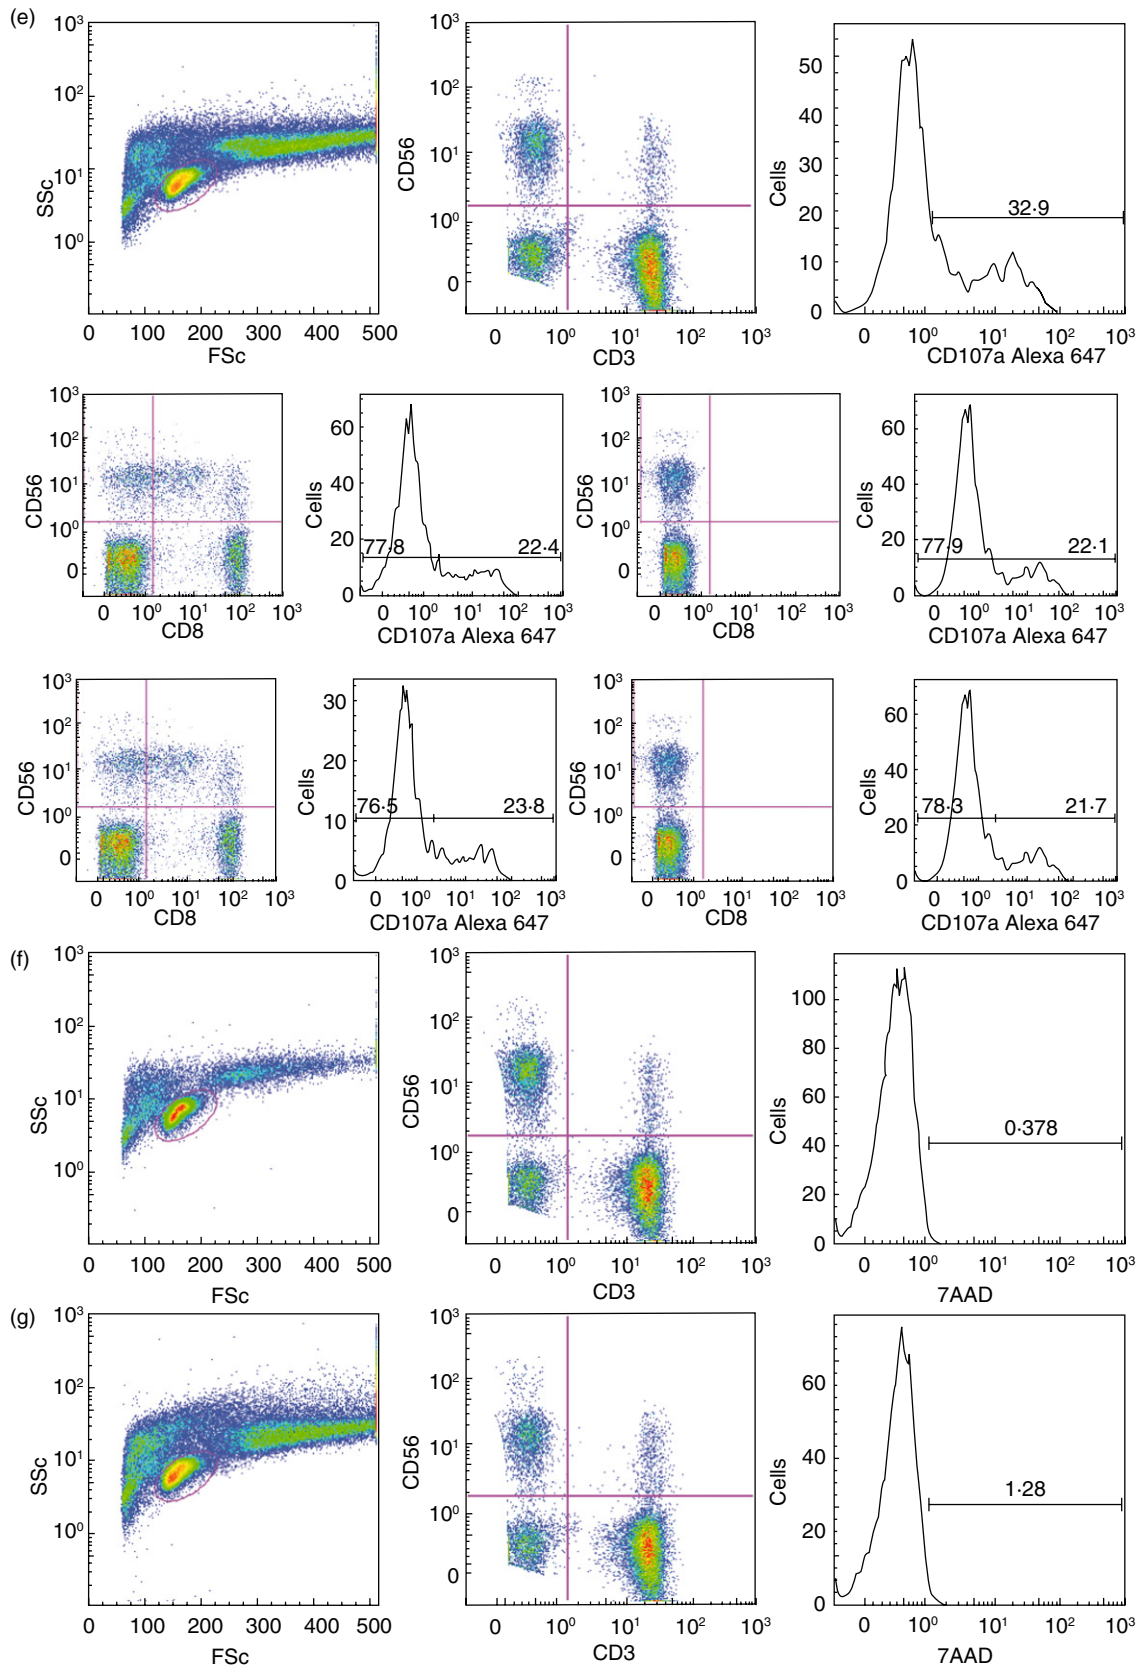 (e)
10³
10²
10¹
10⁰
SSc
0 100 200 300 400 500
FSc
10³
10²
10¹
10⁰
0
CD56
0 10⁰ 10¹ 10² 10³
CD3
50
40
30
20
10
0
Cells
32·9
0 10⁰ 10¹ 10² 10³
CD107a Alexa 647
10³
10²
10¹
10⁰
0
CD56
0 10⁰ 10¹ 10² 10³
CD8
60
40
20
0
Cells
77·8 22·4
0 10⁰ 10¹ 10² 10³
CD107a Alexa 647
10³
10²
10¹
10⁰
0
CD56
0 10⁰ 10¹ 10² 10³
CD8
60
40
20
0
Cells
77·9 22·1
0 10⁰ 10¹ 10² 10³
CD107a Alexa 647
10³
10²
10¹
10⁰
0
CD56
0 10⁰ 10¹ 10² 10³
CD8
30
20
10
0
Cells
76·5 23·8
0 10⁰ 10¹ 10² 10³
CD107a Alexa 647
10³
10²
10¹
10⁰
0
CD56
0 10⁰ 10¹ 10² 10³
CD8
60
40
20
0
Cells
78·3 21·7
0 10⁰ 10¹ 10² 10³
CD107a Alexa 647
(f)
10³
10²
10¹
10⁰
SSc
0 100 200 300 400 500
FSc
10³
10²
10¹
10⁰
0
CD56
0 10⁰ 10¹ 10² 10³
CD3
100
80
60
40
20
0
Cells
0·378
0 10⁰ 10¹ 10² 10³
7AAD
(g)
10³
10²
10¹
10⁰
SSc
0 100 200 300 400 500
FSc
10³
10²
10¹
10⁰
0
CD56
0 10⁰ 10¹ 10² 10³
CD3
60
40
20
0
Cells
1·28
0 10⁰ 10¹ 10² 10³
7AAD